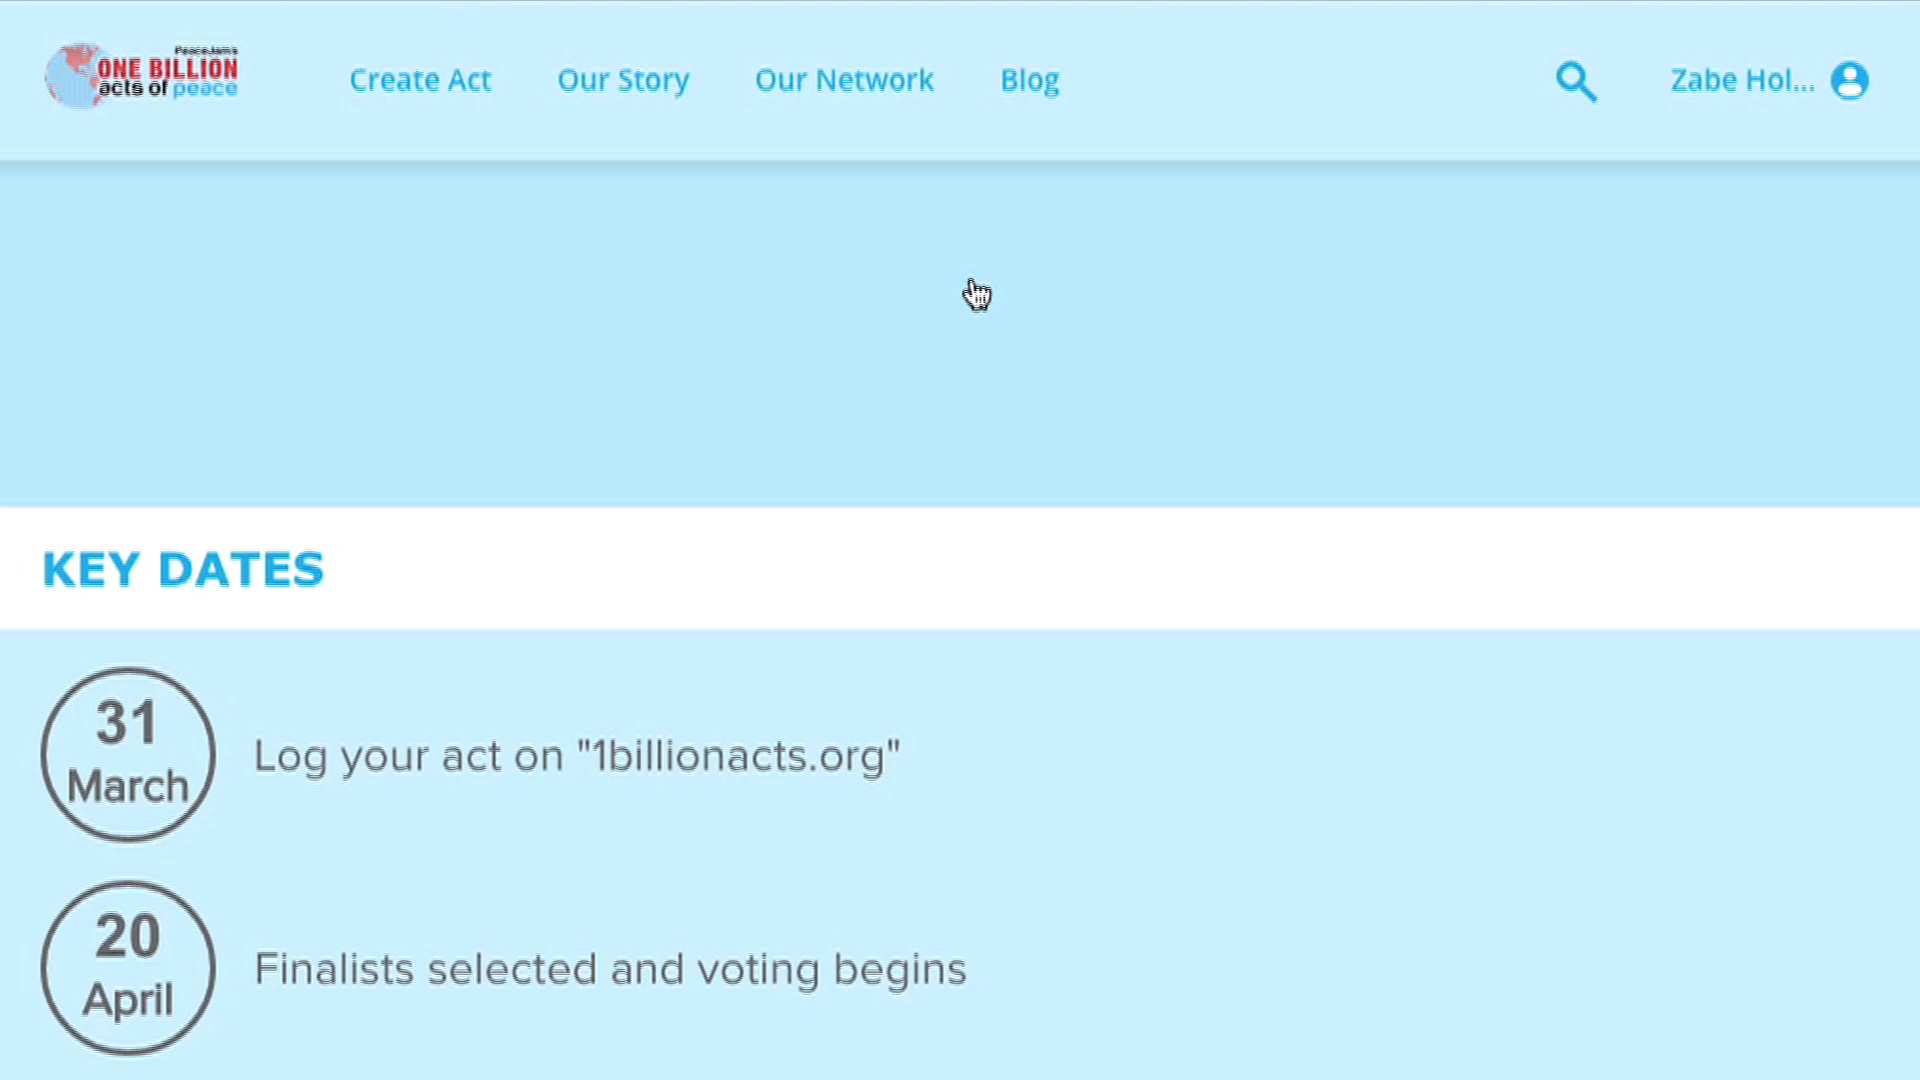 PeaceJam's
ONE BILLION
acts of peace
Create Act
Our Story
Our Network
Blog
Zabe Hol...
KEY DATES
31
March
Log your act on "1billionacts.org"
20
April
Finalists selected and voting begins